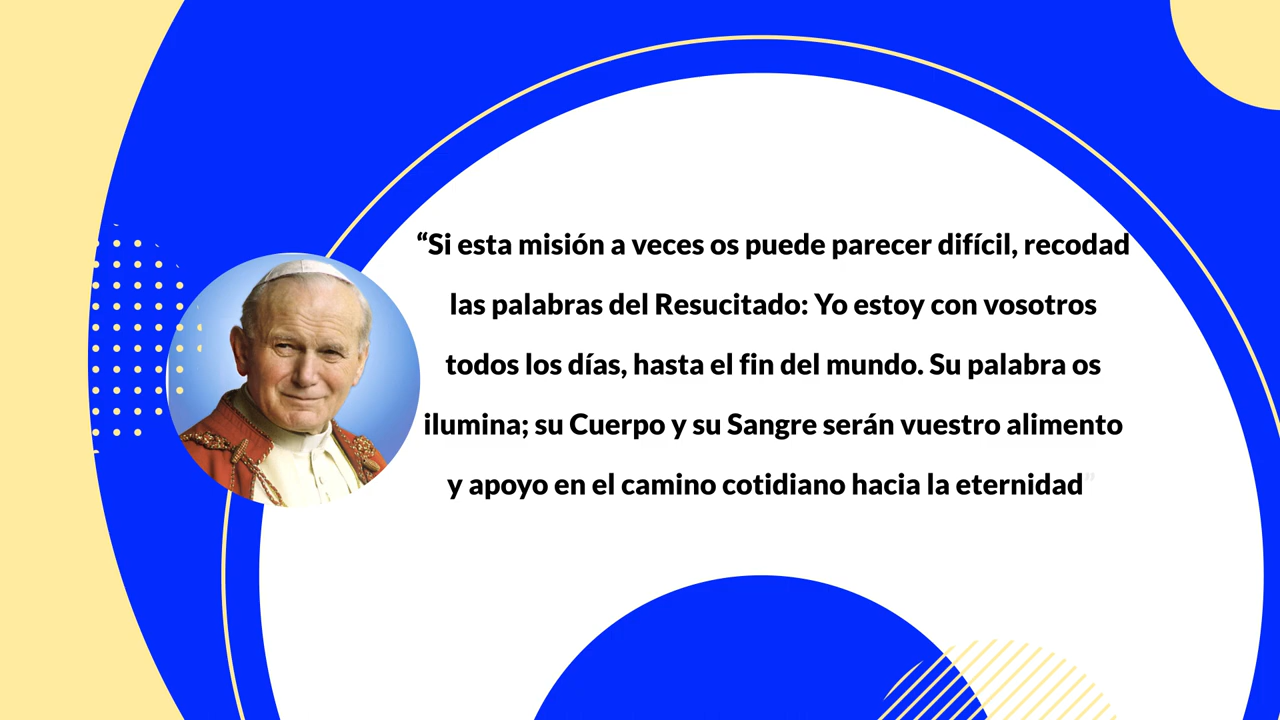 “Si esta misión a veces os puede parecer difícil, recodad
las palabras del Resucitado: Yo estoy con vosotros
todos los días, hasta el fin del mundo. Su palabra os
ilumina; su Cuerpo y su Sangre serán vuestro alimento
y apoyo en el camino cotidiano hacia la eternidad”